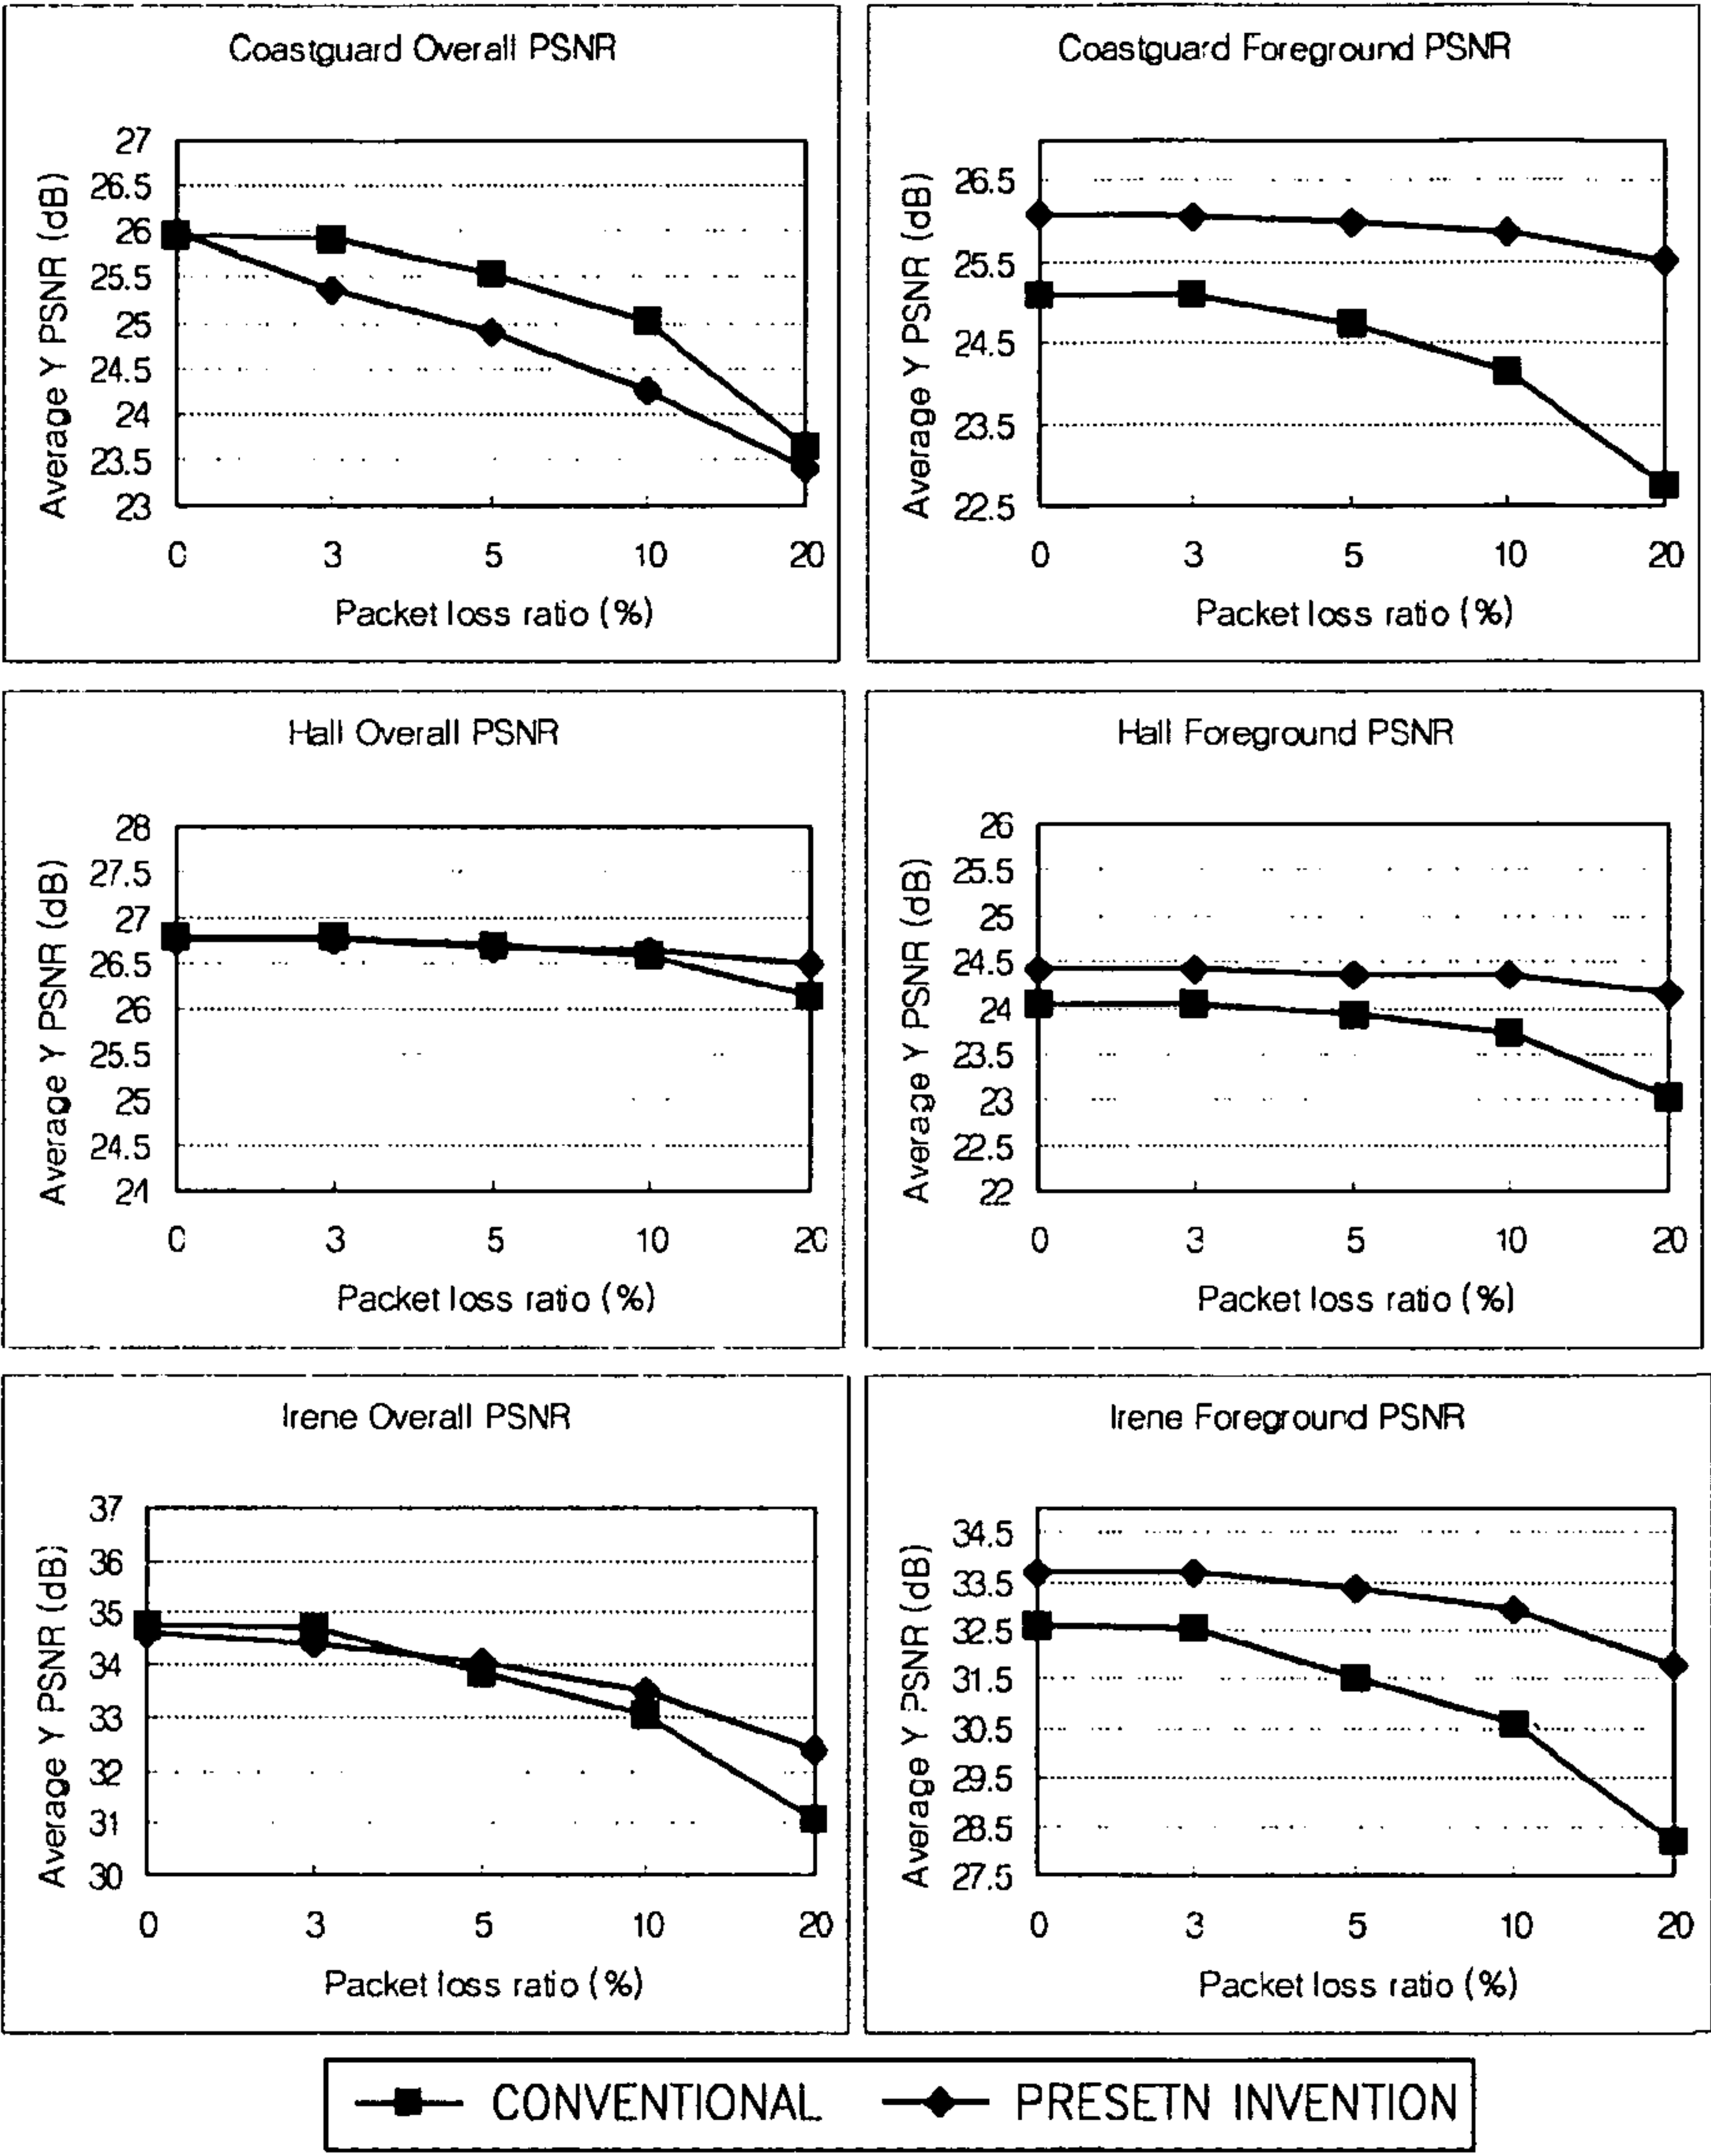 Coastguard Overall PSNR
Average Y PSNR (dB)
27
26.5
26
25.5
25
24.5
24
23.5
23
0 3 5 10 20
Packet loss ratio (%)
Coastguard Foreground PSNR
Average Y PSNR (dB)
26.5
25.5
24.5
23.5
22.5
0 3 5 10 20
Packet loss ratio (%)
Hall Overall PSNR
Average Y PSNR (dB)
28
27.5
27
26.5
26
25.5
25
24.5
24
0 3 5 10 20
Packet loss ratio (%)
Hall Foreground PSNR
Average Y PSNR (dB)
26
25.5
25
24.5
24
23.5
23
22.5
22
0 3 5 10 20
Packet loss ratio (%)
Irene Overall PSNR
Average Y PSNR (dB)
37
36
35
34
33
32
31
30
0 3 5 10 20
Packet loss ratio (%)
Irene Foreground PSNR
Average Y PSNR (dB)
34.5
33.5
32.5
31.5
30.5
29.5
28.5
27.5
0 3 5 10 20
Packet loss ratio (%)
CONVENTIONAL PRESETN INVENTION